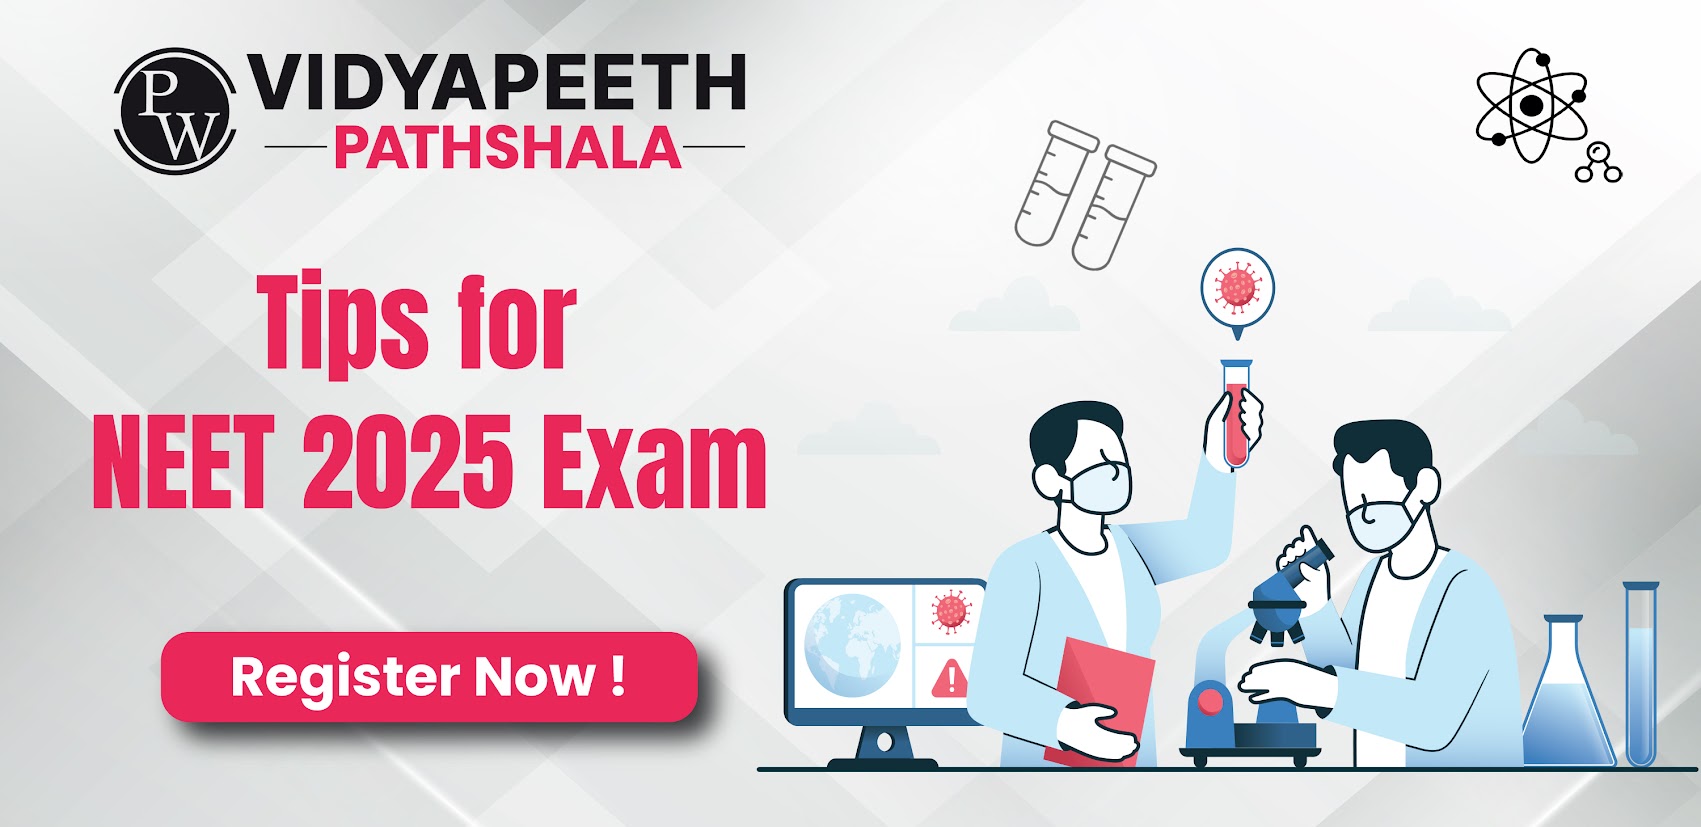 PW
VIDYAPEETH
PATHSHALA
Tips for
NEET 2025 Exam
Register Now !